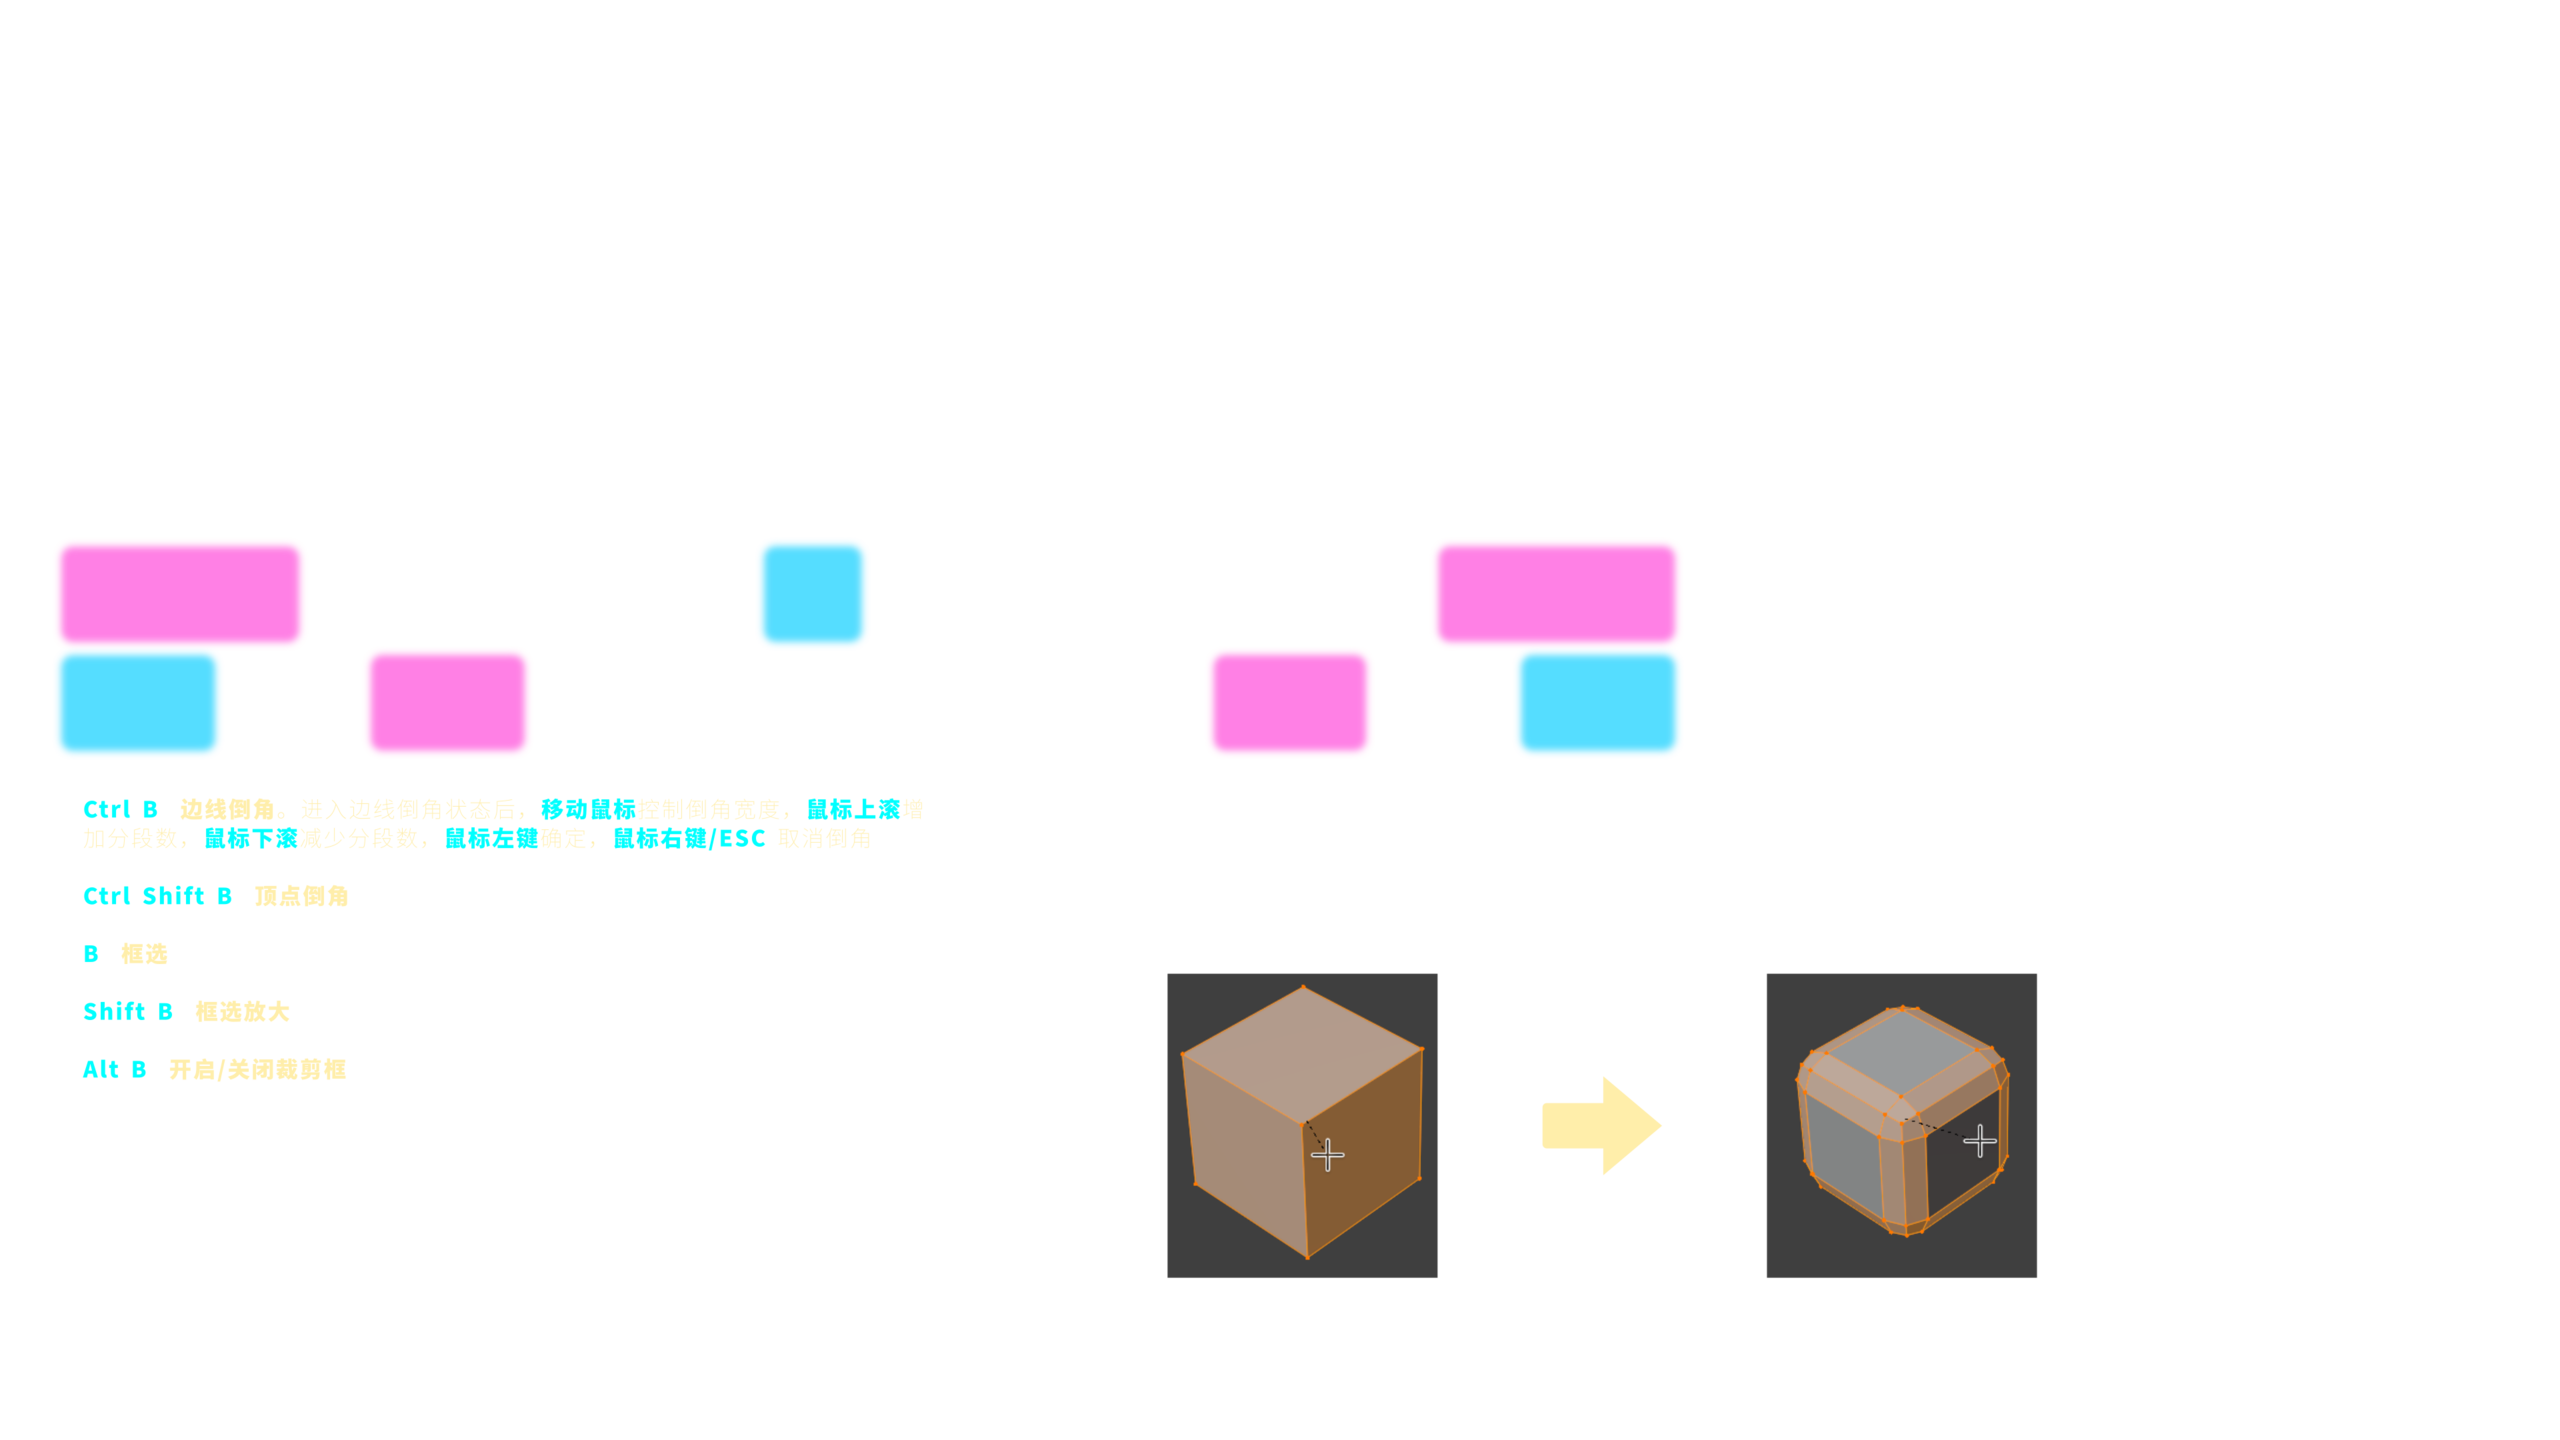 Ctrl B 边线倒角。进入边线倒角状态后，移动鼠标控制倒角宽度，鼠标上滚增
加分段数，鼠标下滚减少分段数，鼠标左键确定，鼠标右键/ESC 取消倒角
Ctrl Shift B 顶点倒角
B 框选
Shift B 框选放大
Alt B 开启/关闭裁剪框